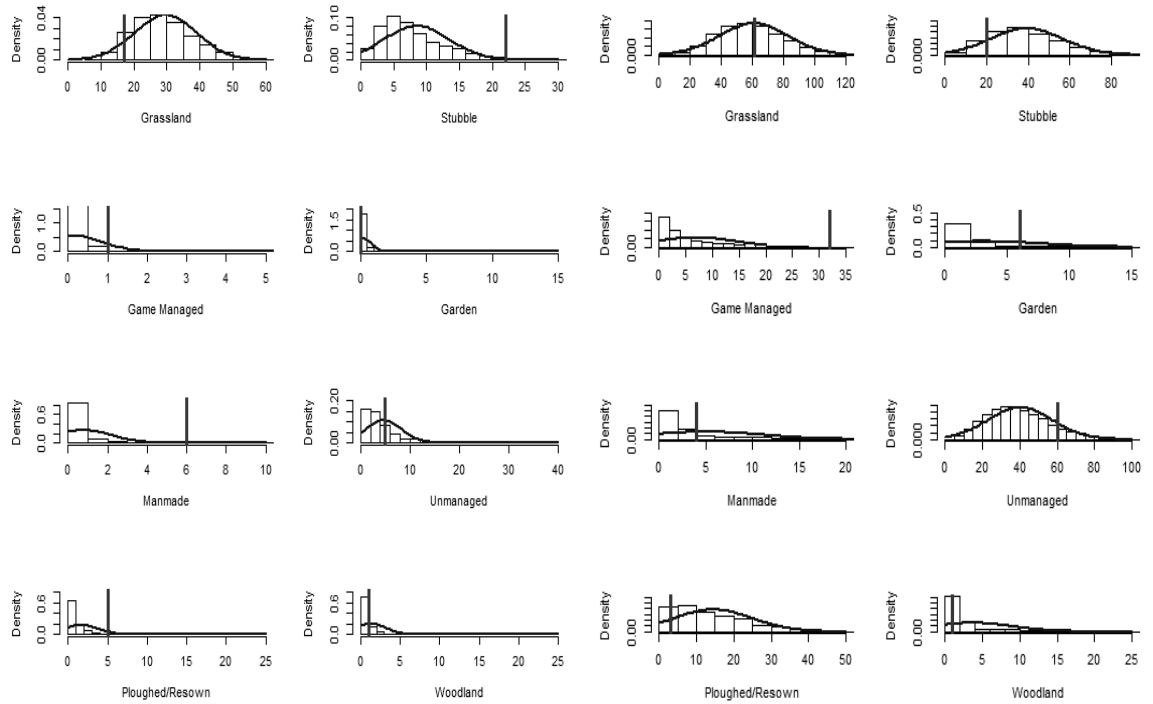 Density 0.00 0.04 0 10 20 30 40 50 60 Grassland
Density 0.00 0.10 0 5 10 15 20 25 30 Stubble
Density 0.000 0 20 40 60 80 100 120 Grassland
Density 0.000 0 20 40 60 80 Stubble
Density 0.0 1.0 0 1 2 3 4 5 Game Managed
Density 0.0 1.5 0 5 10 15 Garden
Density 0.00 0 5 10 15 20 25 30 35 Game Managed
Density 0.0 0.5 0 5 10 15 Garden
Density 0.0 0.6 0 2 4 6 8 10 Manmade
Density 0.00 0.20 0 10 20 30 40 Unmanaged
Density 0.00 0 5 10 15 20 Manmade
Density 0.000 0 20 40 60 80 100 Unmanaged
Density 0.0 0.6 0 5 10 15 20 25 Ploughed/Resown
Density 0.0 0.6 0 5 10 15 20 25 Woodland
Density 0.00 0 10 20 30 40 50 Ploughed/Resown
Density 0.00 0 5 10 15 20 25 Woodland